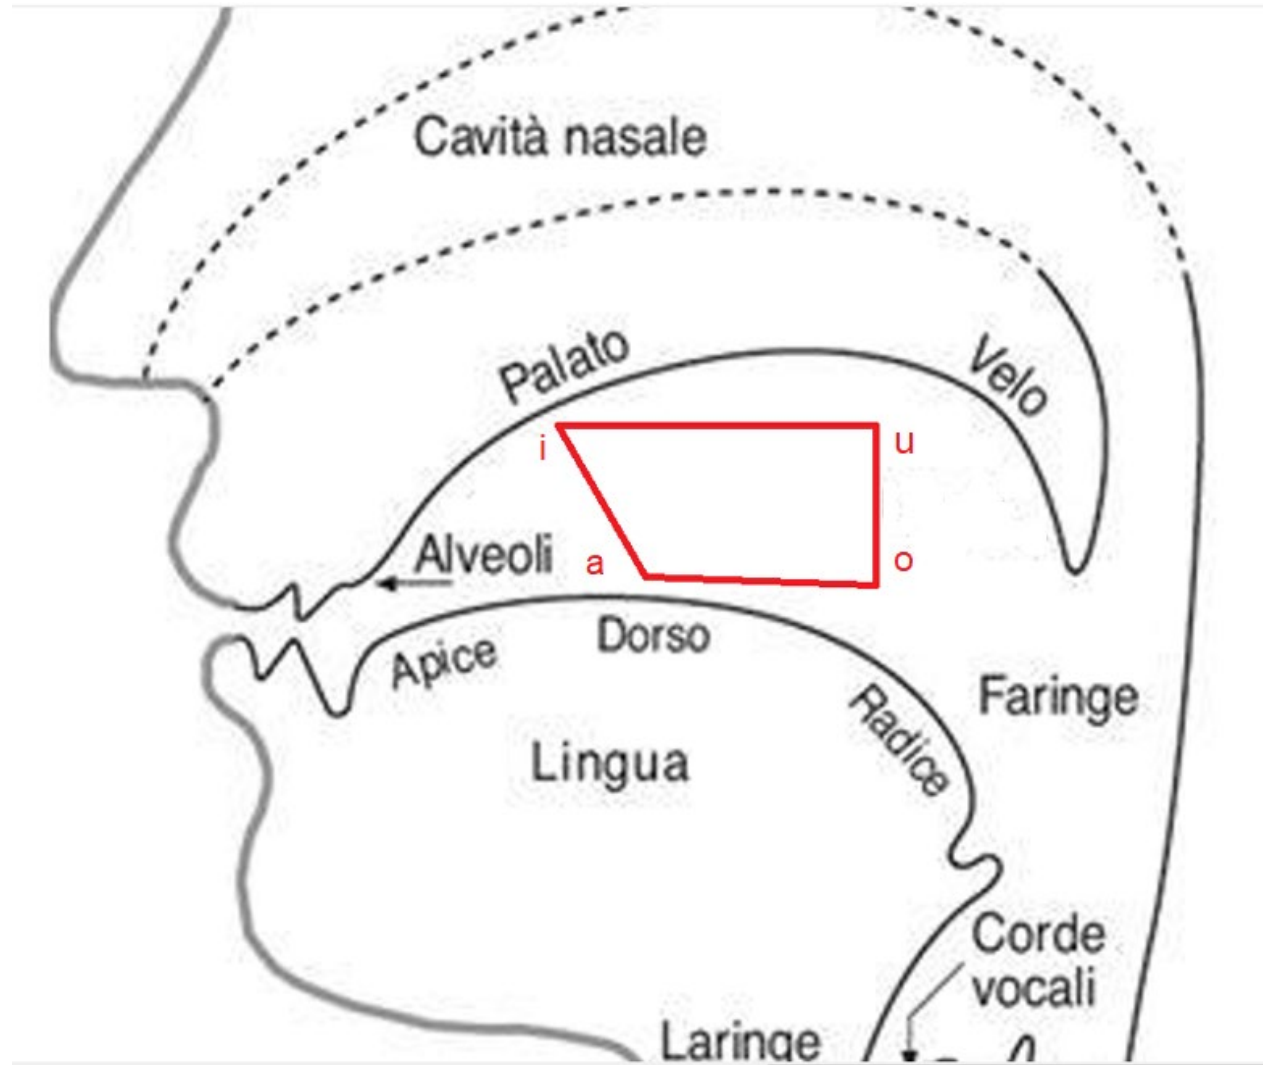 Cavità nasale
Palato
Velo
i
u
Alveoli
a
o
Apice
Dorso
Radice
Faringe
Lingua
Corde
vocali
Laringe